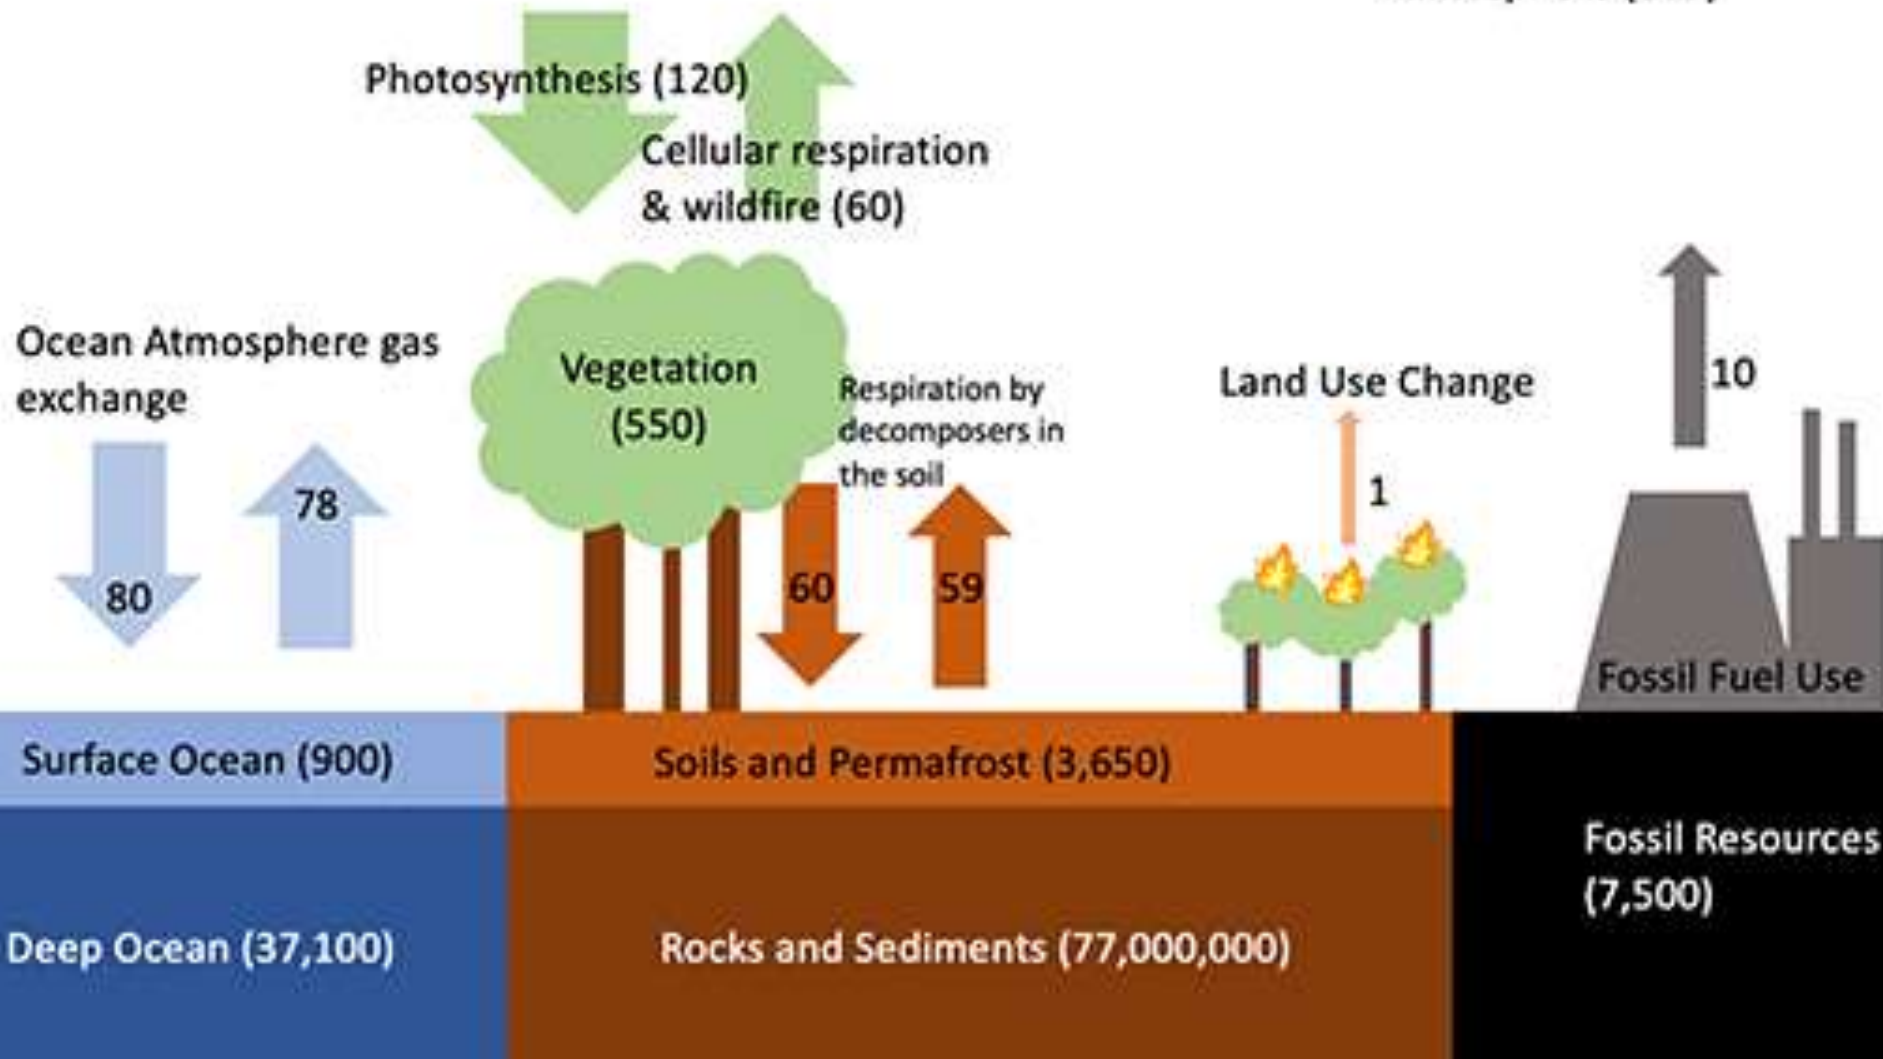 Photosynthesis (120)
Cellular respiration
& wildfire (60)
Ocean Atmosphere gas
exchange
80
78
Vegetation
(550)
Respiration by
decomposers in
the soil
60
59
Land Use Change
1
10
Fossil Fuel Use
Surface Ocean (900)
Soils and Permafrost (3,650)
Fossil Resources
(7,500)
Deep Ocean (37,100)
Rocks and Sediments (77,000,000)